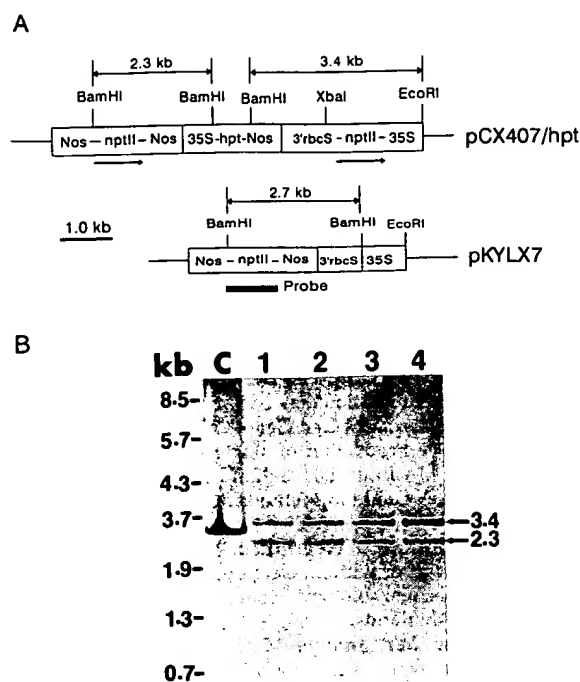 A
2.3 kb
3.4 kb
BamHI
BamHI
BamHI
XbaI
EcoRI
Nos – nptII – Nos
35S-hpt-Nos
3'rbcS -nptII- 35S
pCX407/hpt
2.7 kb
1.0 kb
BamHI
BamHI
EcoRI
Nos – nptII – Nos
3'rbcS
35S
pKYLX7
Probe
B
kb C 1 2 3 4
8.5-
5.7-
4.3-
3.7-
3.4
2.3
1.9-
1.3-
0.7-